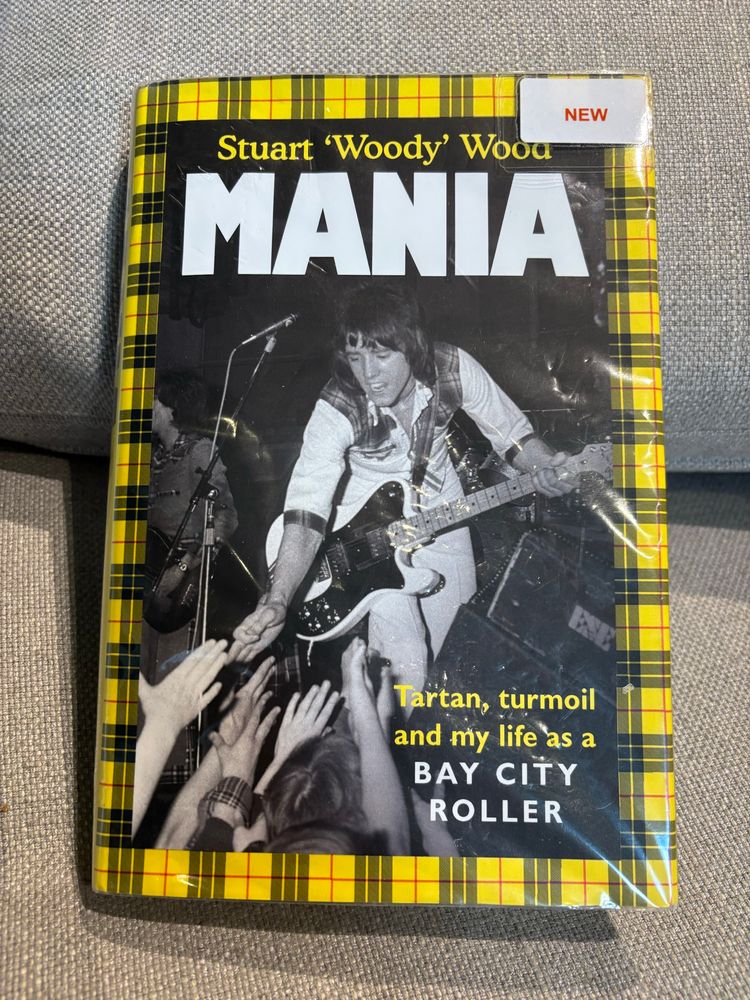 NEW
Stuart ‘Woody’ Wood
MANIA
Tartan, turmoil
and my life as a
BAY CITY
ROLLER